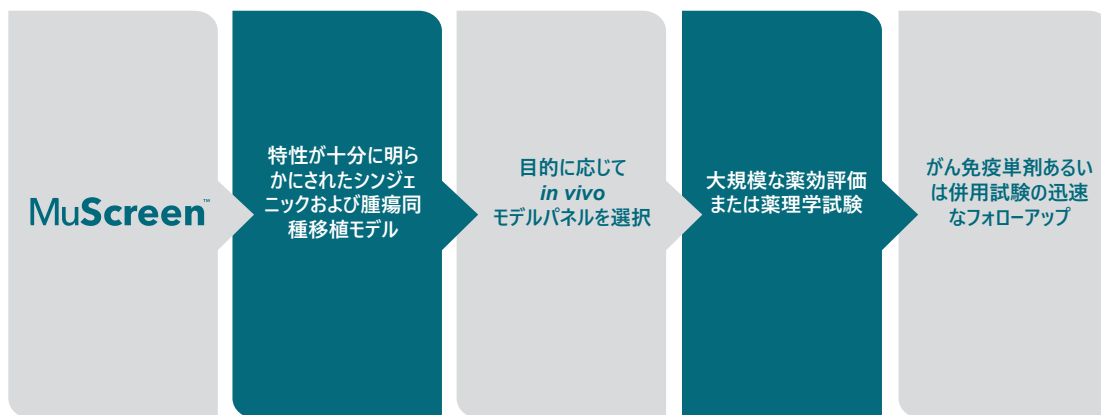 MuScreen™
特性が十分に明ら
かにされたシンジェ
ニックおよび腫瘍同
種移植モデル
目的に応じて
in vivo
モデルパネルを選択
大規模な薬効評価
または薬理学試験
がん免疫単剤あるい
は併用試験の迅速
なフォローアップ